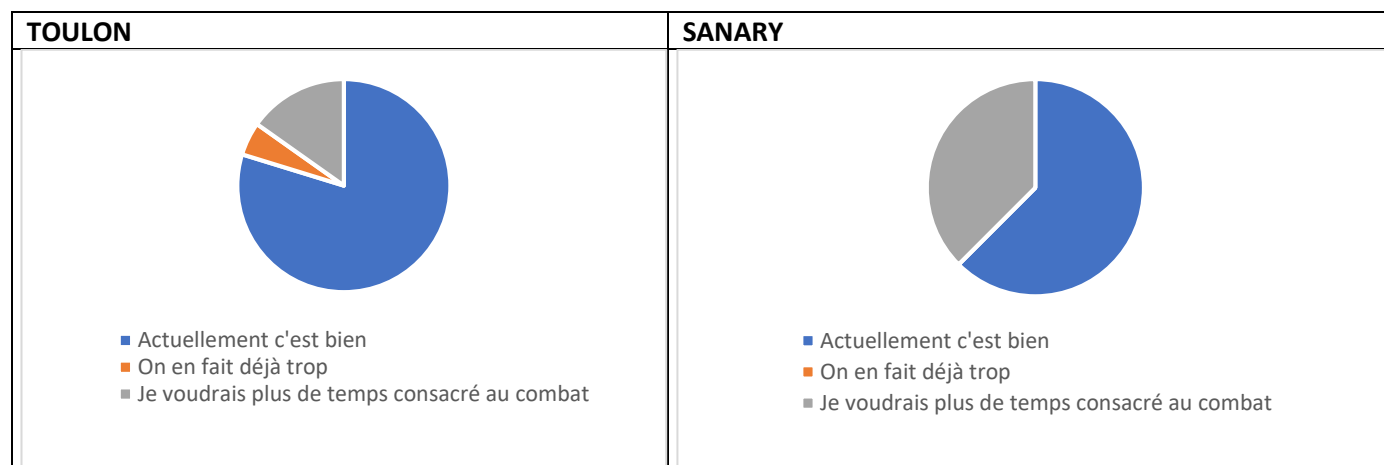 TOULON
Actuellement c'est bien
On en fait déjà trop
Je voudrais plus de temps consacré au combat
SANARY
Actuellement c'est bien
On en fait déjà trop
Je voudrais plus de temps consacré au combat